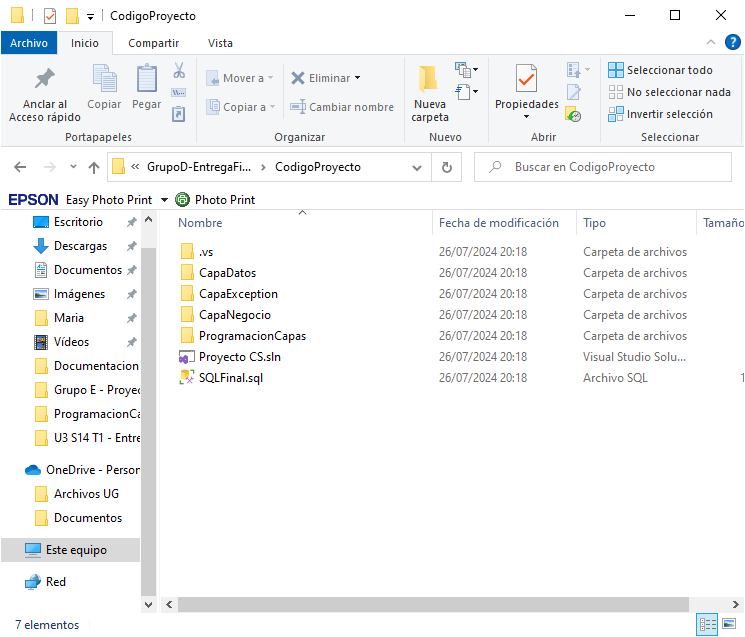 CodigoProyecto
Archivo Inicio Compartir Vista
Anclar al Acceso rápido
Copiar
Pegar
Portapapeles
Mover a
Copiar a
Eliminar
Cambiar nombre
Organizar
Nueva carpeta
Nuevo
Propiedades
Abrir
Seleccionar todo
No seleccionar nada
Invertir selección
Seleccionar
« GrupoD-EntregaFi... > CodigoProyecto
Buscar en CodigoProyecto
EPSON Easy Photo Print Photo Print
Escritorio
Descargas
Documentos
Imágenes
Maria
Vídeos
Documentacion
Grupo E - Proyec
ProgramacionCa
U3 S14 T1 - Entre
OneDrive - Person
Archivos UG
Documentos
Este equipo
Red
Nombre Fecha de modificación Tipo Tamaño
.vs 26/07/2024 20:18 Carpeta de archivos
CapaDatos 26/07/2024 20:18 Carpeta de archivos
CapaException 26/07/2024 20:18 Carpeta de archivos
CapaNegocio 26/07/2024 20:18 Carpeta de archivos
ProgramacionCapas 26/07/2024 20:18 Carpeta de archivos
Proyecto CS.sln 26/07/2024 20:18 Visual Studio Solu...
SQLFinal.sql 26/07/2024 20:18 Archivo SQL 1
7 elementos